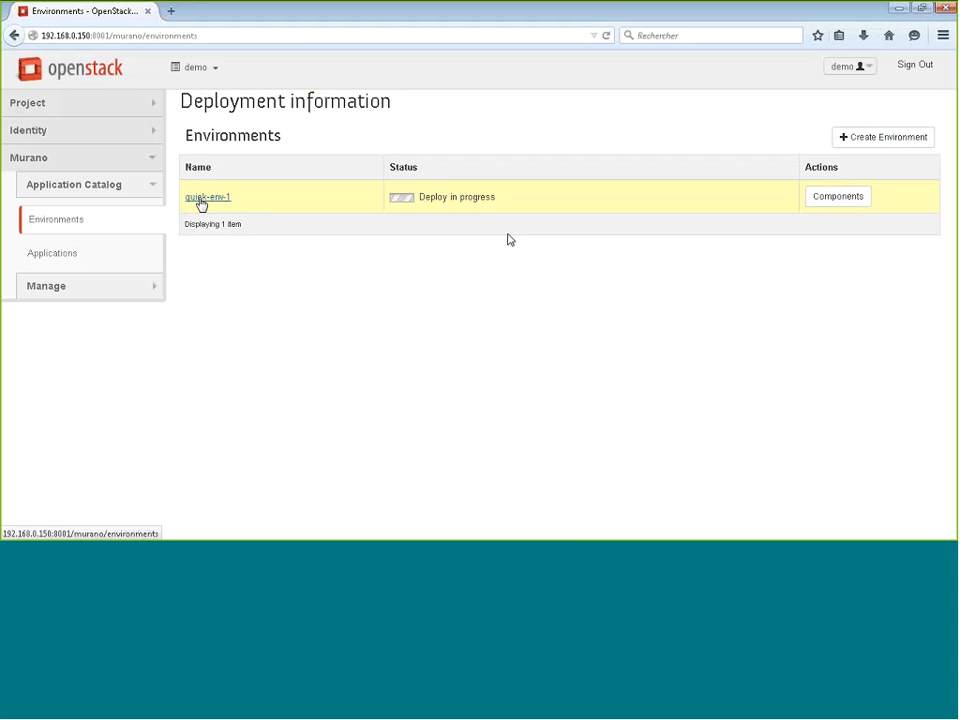 Environments - OpenStack...
192.168.0.150:8001/murano/environments
Rechercher
openstack
demo
demo
Sign Out
Project
Identity
Murano
Application Catalog
Environments
Applications
Manage
Deployment information
Environments
Create Environment
Name Status Actions
quick-env-1 Deploy in progress Components
Displaying 1 item
192.168.0.150:8001/murano/environments